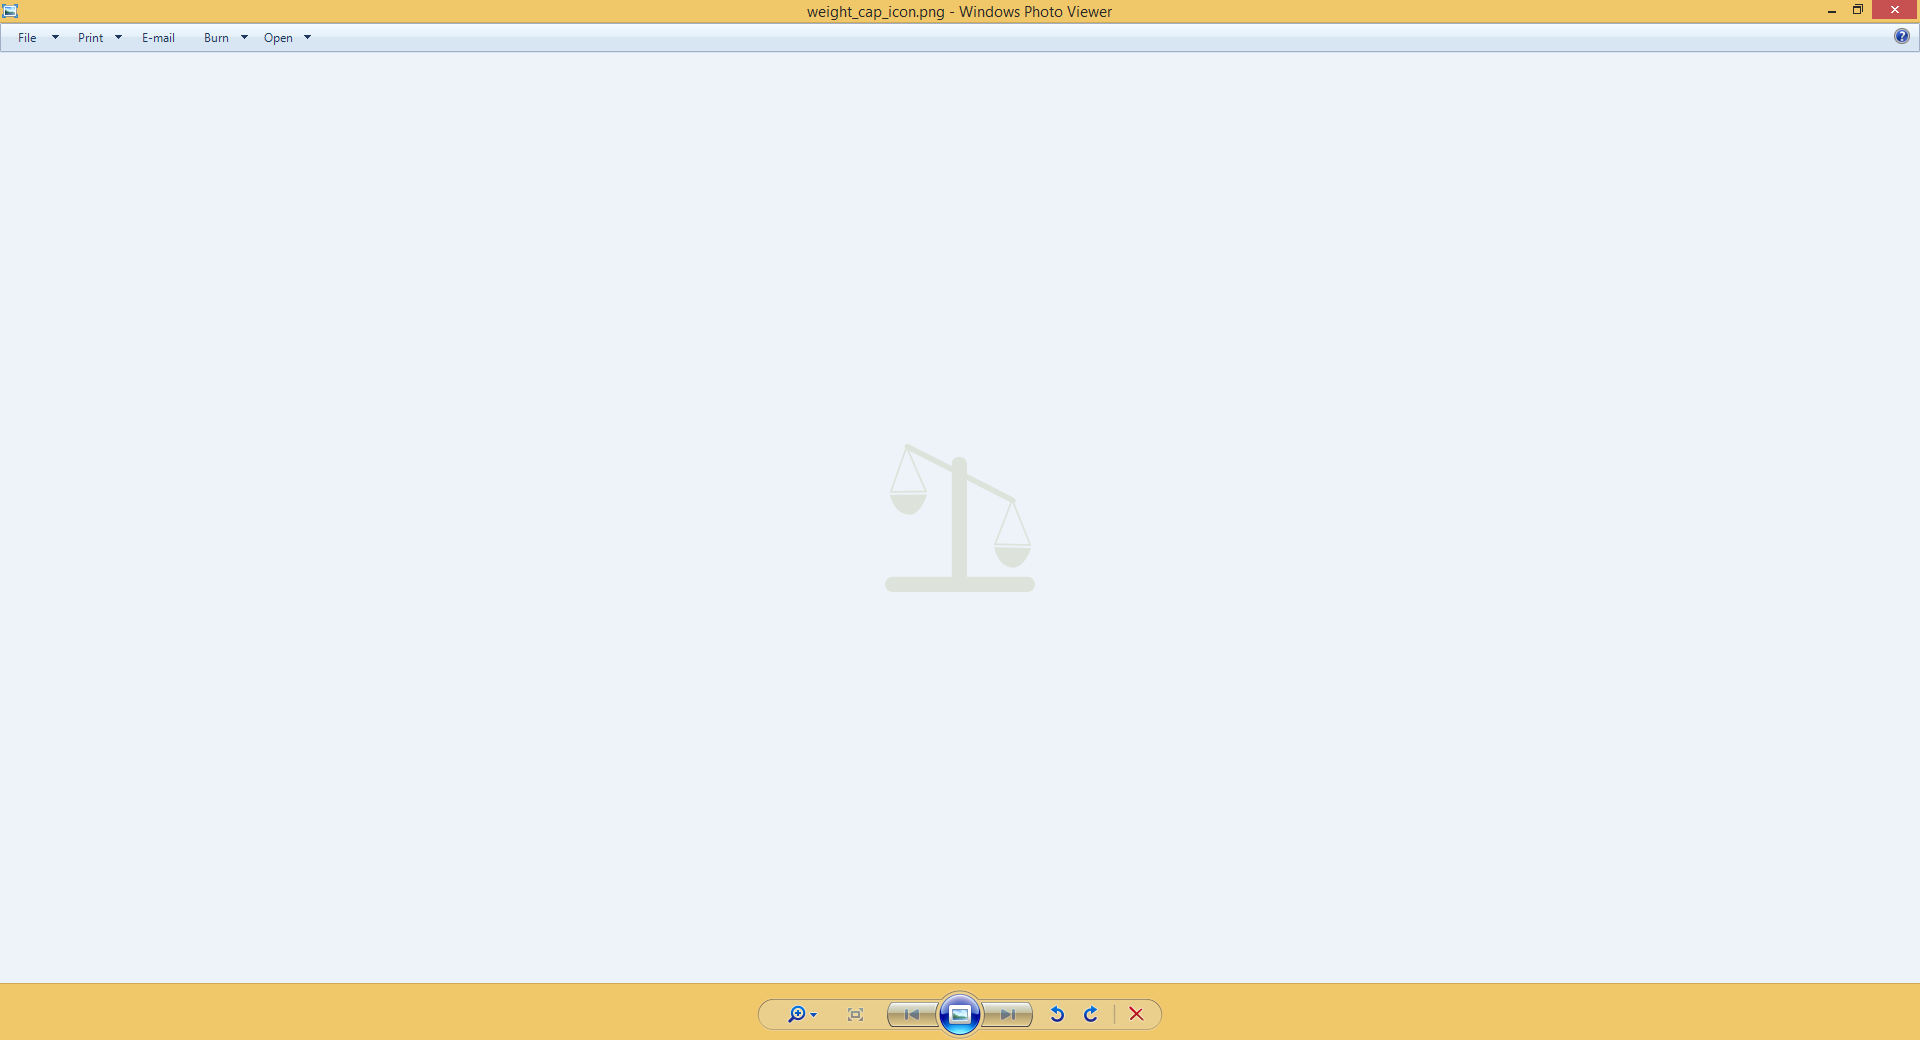 weight_cap_icon.png - Windows Photo Viewer
File Print E-mail Burn Open